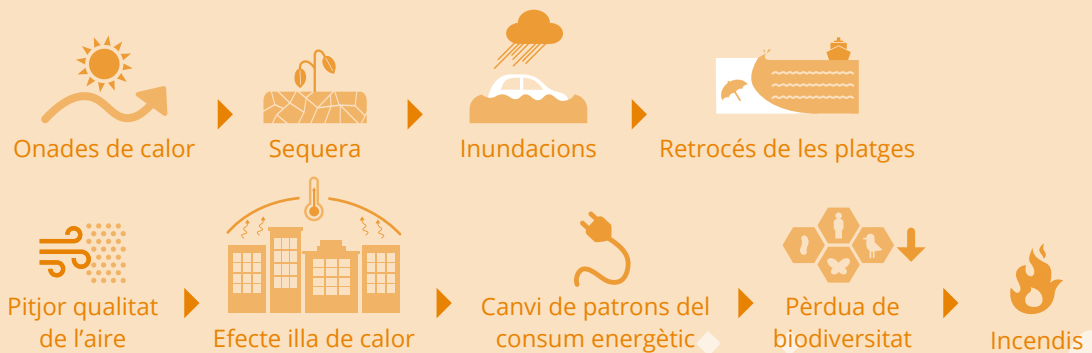 Onades de calor
Sequera
Inundacions
Retrocés de les platges
Pitjor qualitat
de l’aire
Efecte illa de calor
Canvi de patrons del
consum energètic
Pèrdua de
biodiversitat
Incendis